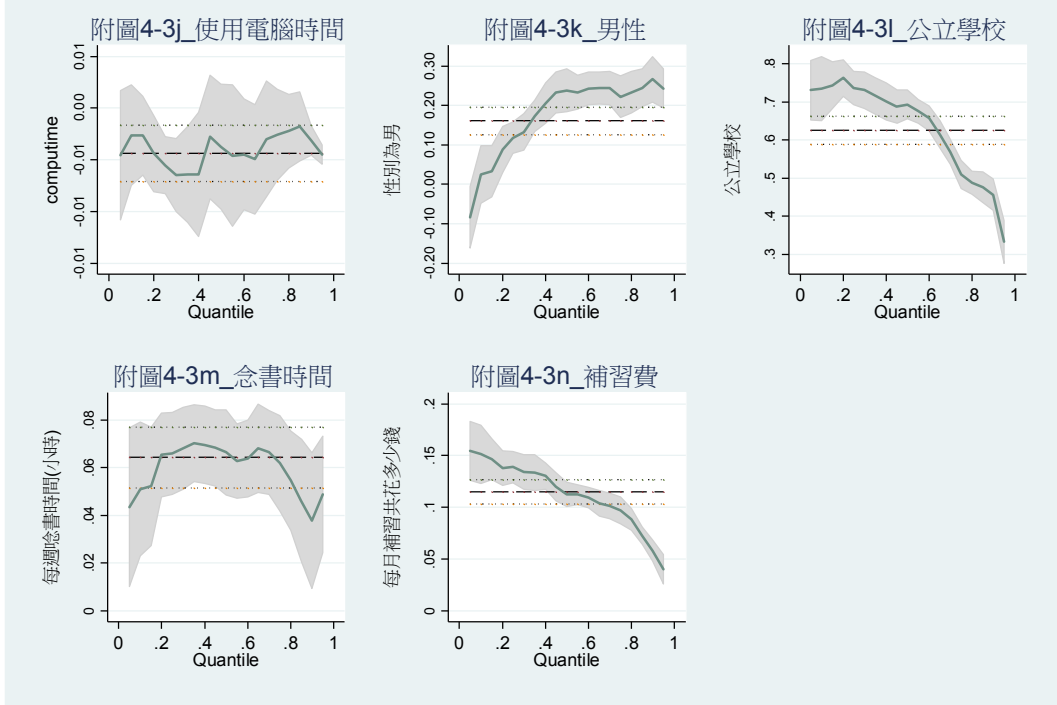 附圖4-3j_使用電腦時間
computime
0.01
0.00
-0.01
-0.01
-0.01
0 .2 .4 .6 .8 1
Quantile
附圖4-3k_男性
性別為男
0.30
0.20
0.10
0.00
-0.10
-0.20
0 .2 .4 .6 .8 1
Quantile
附圖4-3l_公立學校
公立學校
.8
.7
.6
.5
.4
.3
0 .2 .4 .6 .8 1
Quantile
附圖4-3m_念書時間
每週唸書時間(小時)
.08
.06
.04
.02
0
0 .2 .4 .6 .8 1
Quantile
附圖4-3n_補習費
每月補習共花多少錢
.2
.15
.1
.05
0
0 .2 .4 .6 .8 1
Quantile